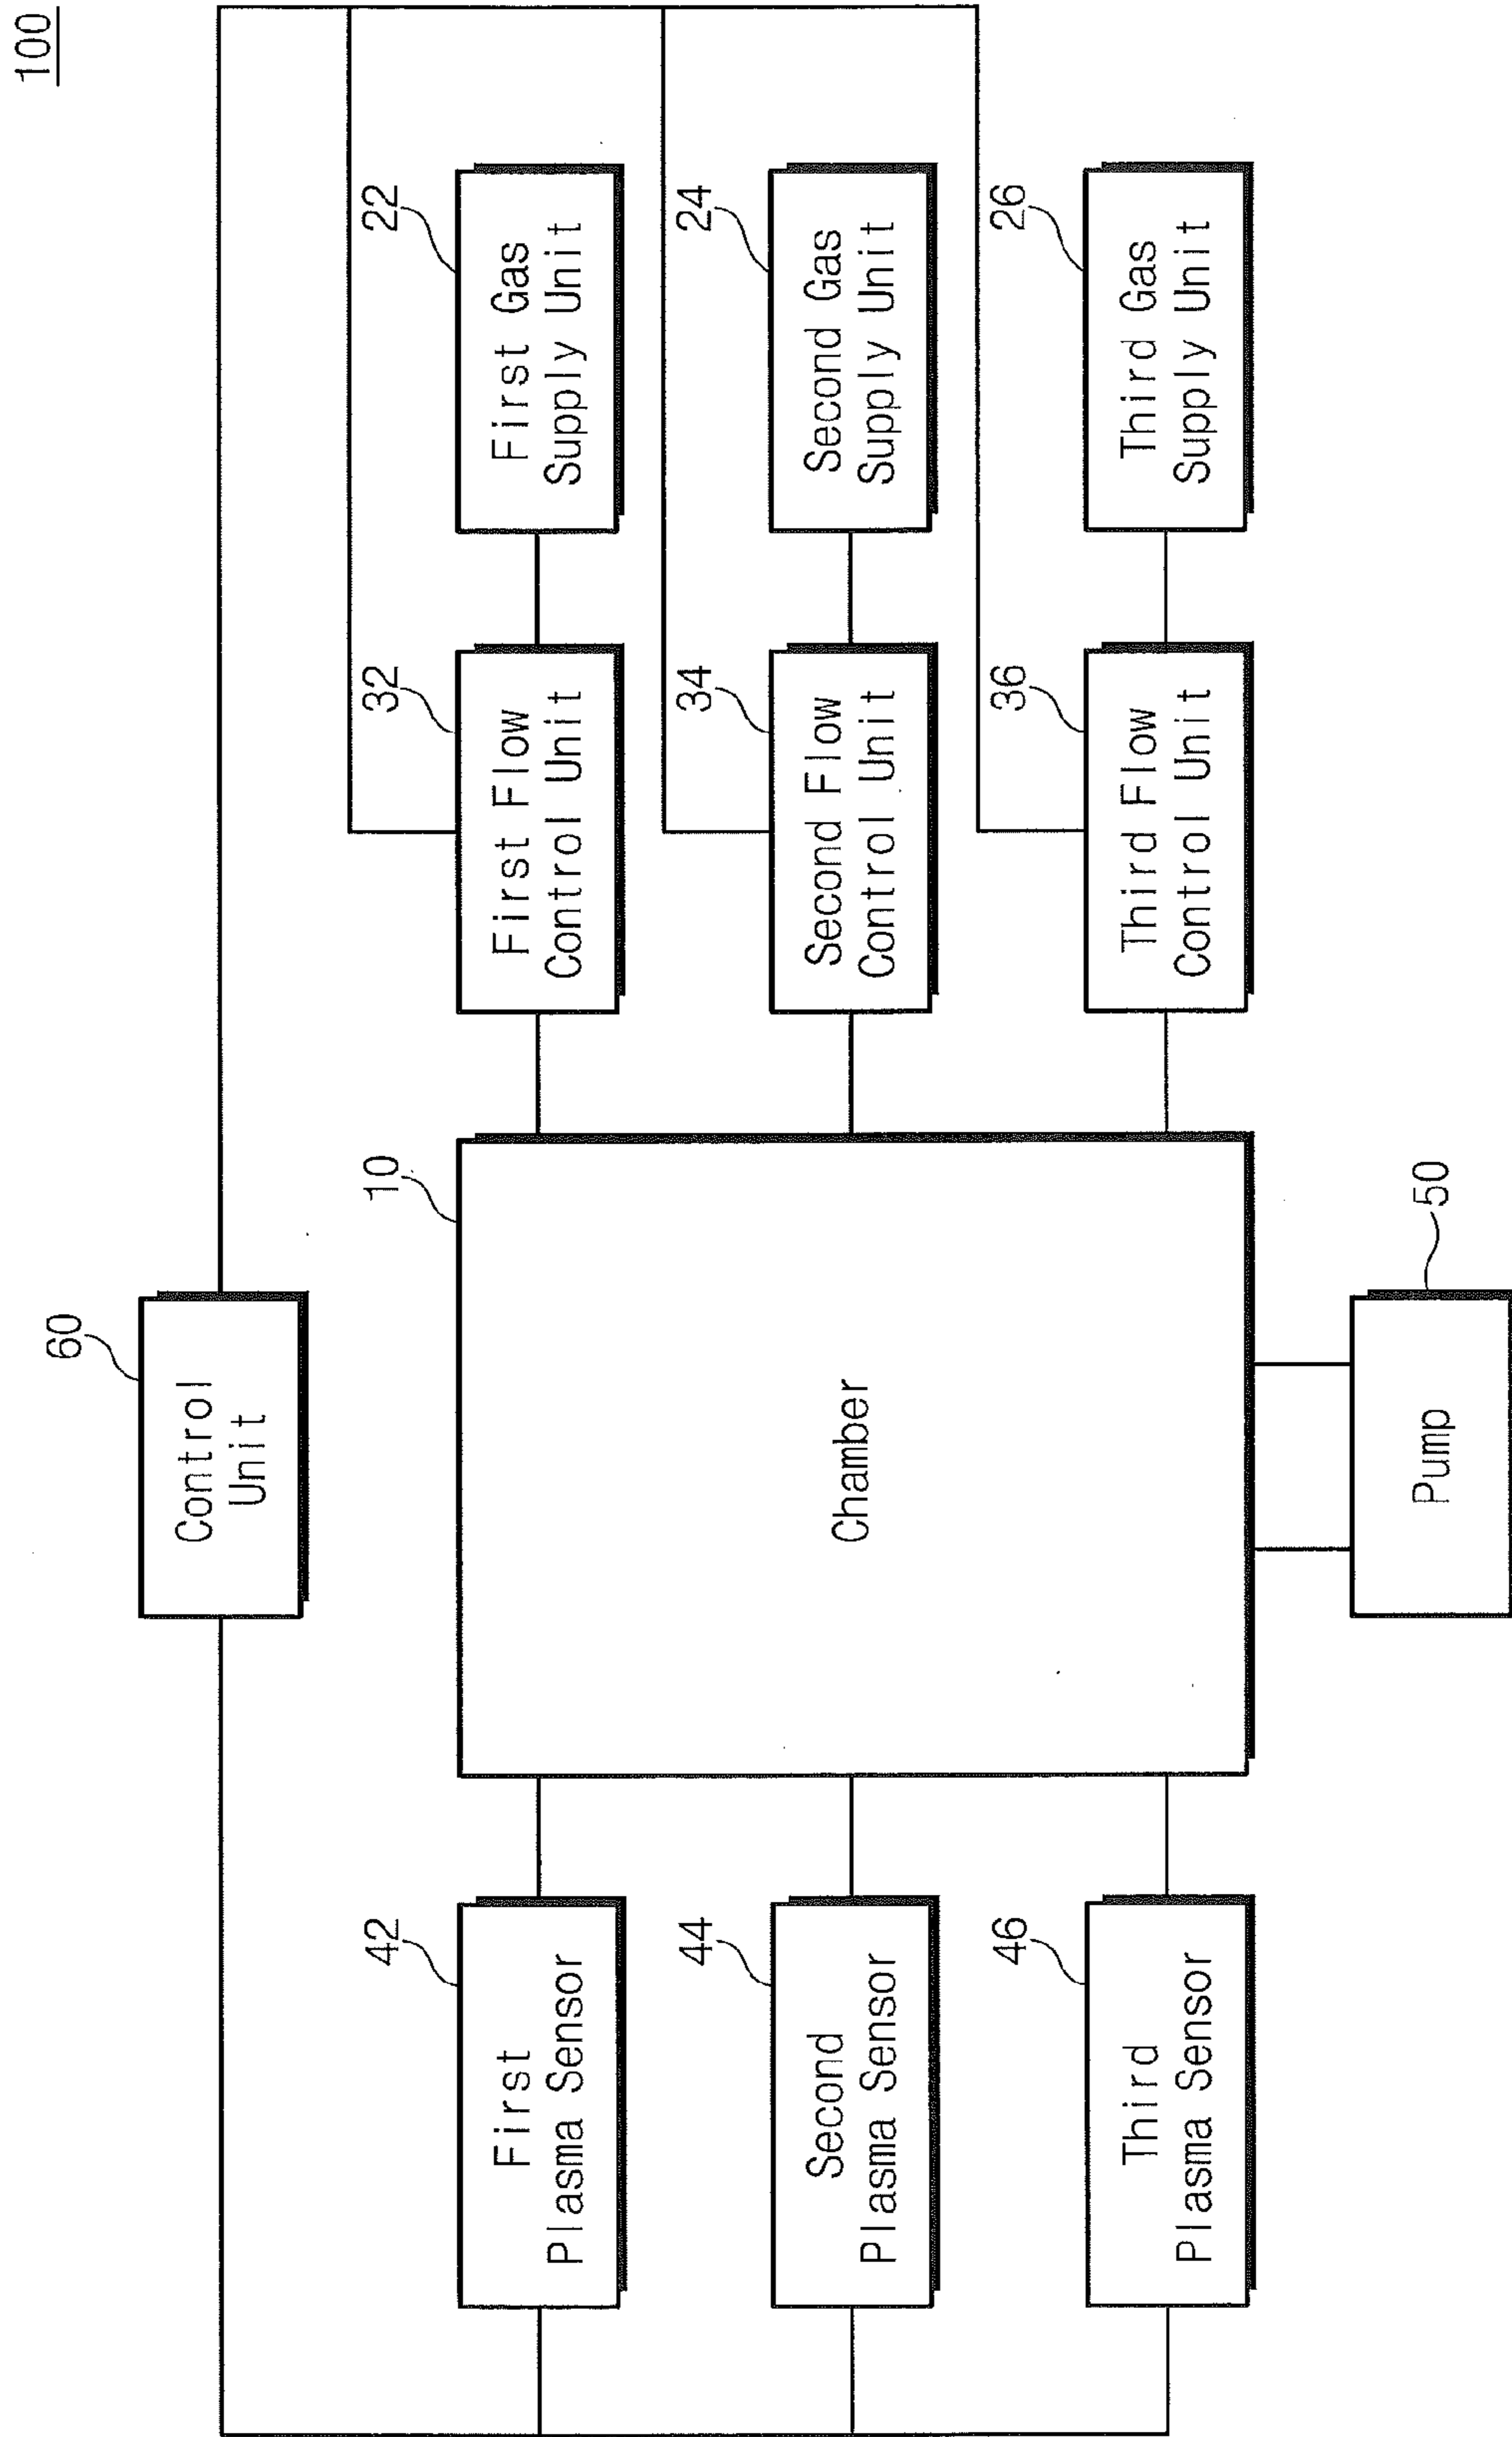 100
60
Control
Unit
42
First
Plasma Sensor
10
Chamber
32
First Flow
Control Unit
22
First Gas
Supply Unit
44
Second
Plasma Sensor
34
Second Flow
Control Unit
24
Second Gas
Supply Unit
46
Third
Plasma Sensor
36
Third Flow
Control Unit
26
Third Gas
Supply Unit
50
Pump